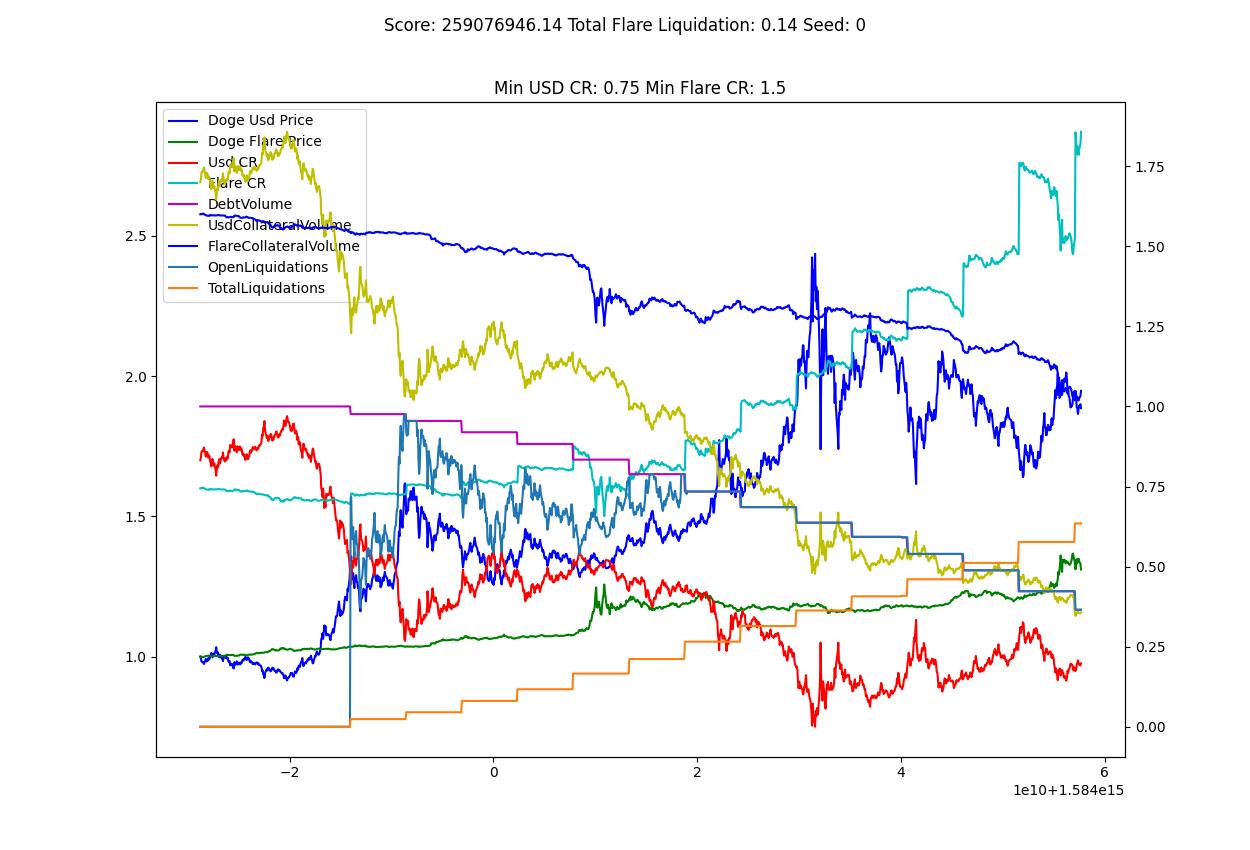 Score: 259076946.14 Total Flare Liquidation: 0.14 Seed: 0
Min USD CR: 0.75 Min Flare CR: 1.5
Doge Usd Price
Doge Flare Price
Usd CR
Flare CR
DebtVolume
UsdCollateralVolume
FlareCollateralVolume
OpenLiquidations
TotalLiquidations
2.5
2.0
1.5
1.0
1.75
1.50
1.25
1.00
0.75
0.50
0.25
0.00
−2
0
2
4
6
1e10+1.584e15